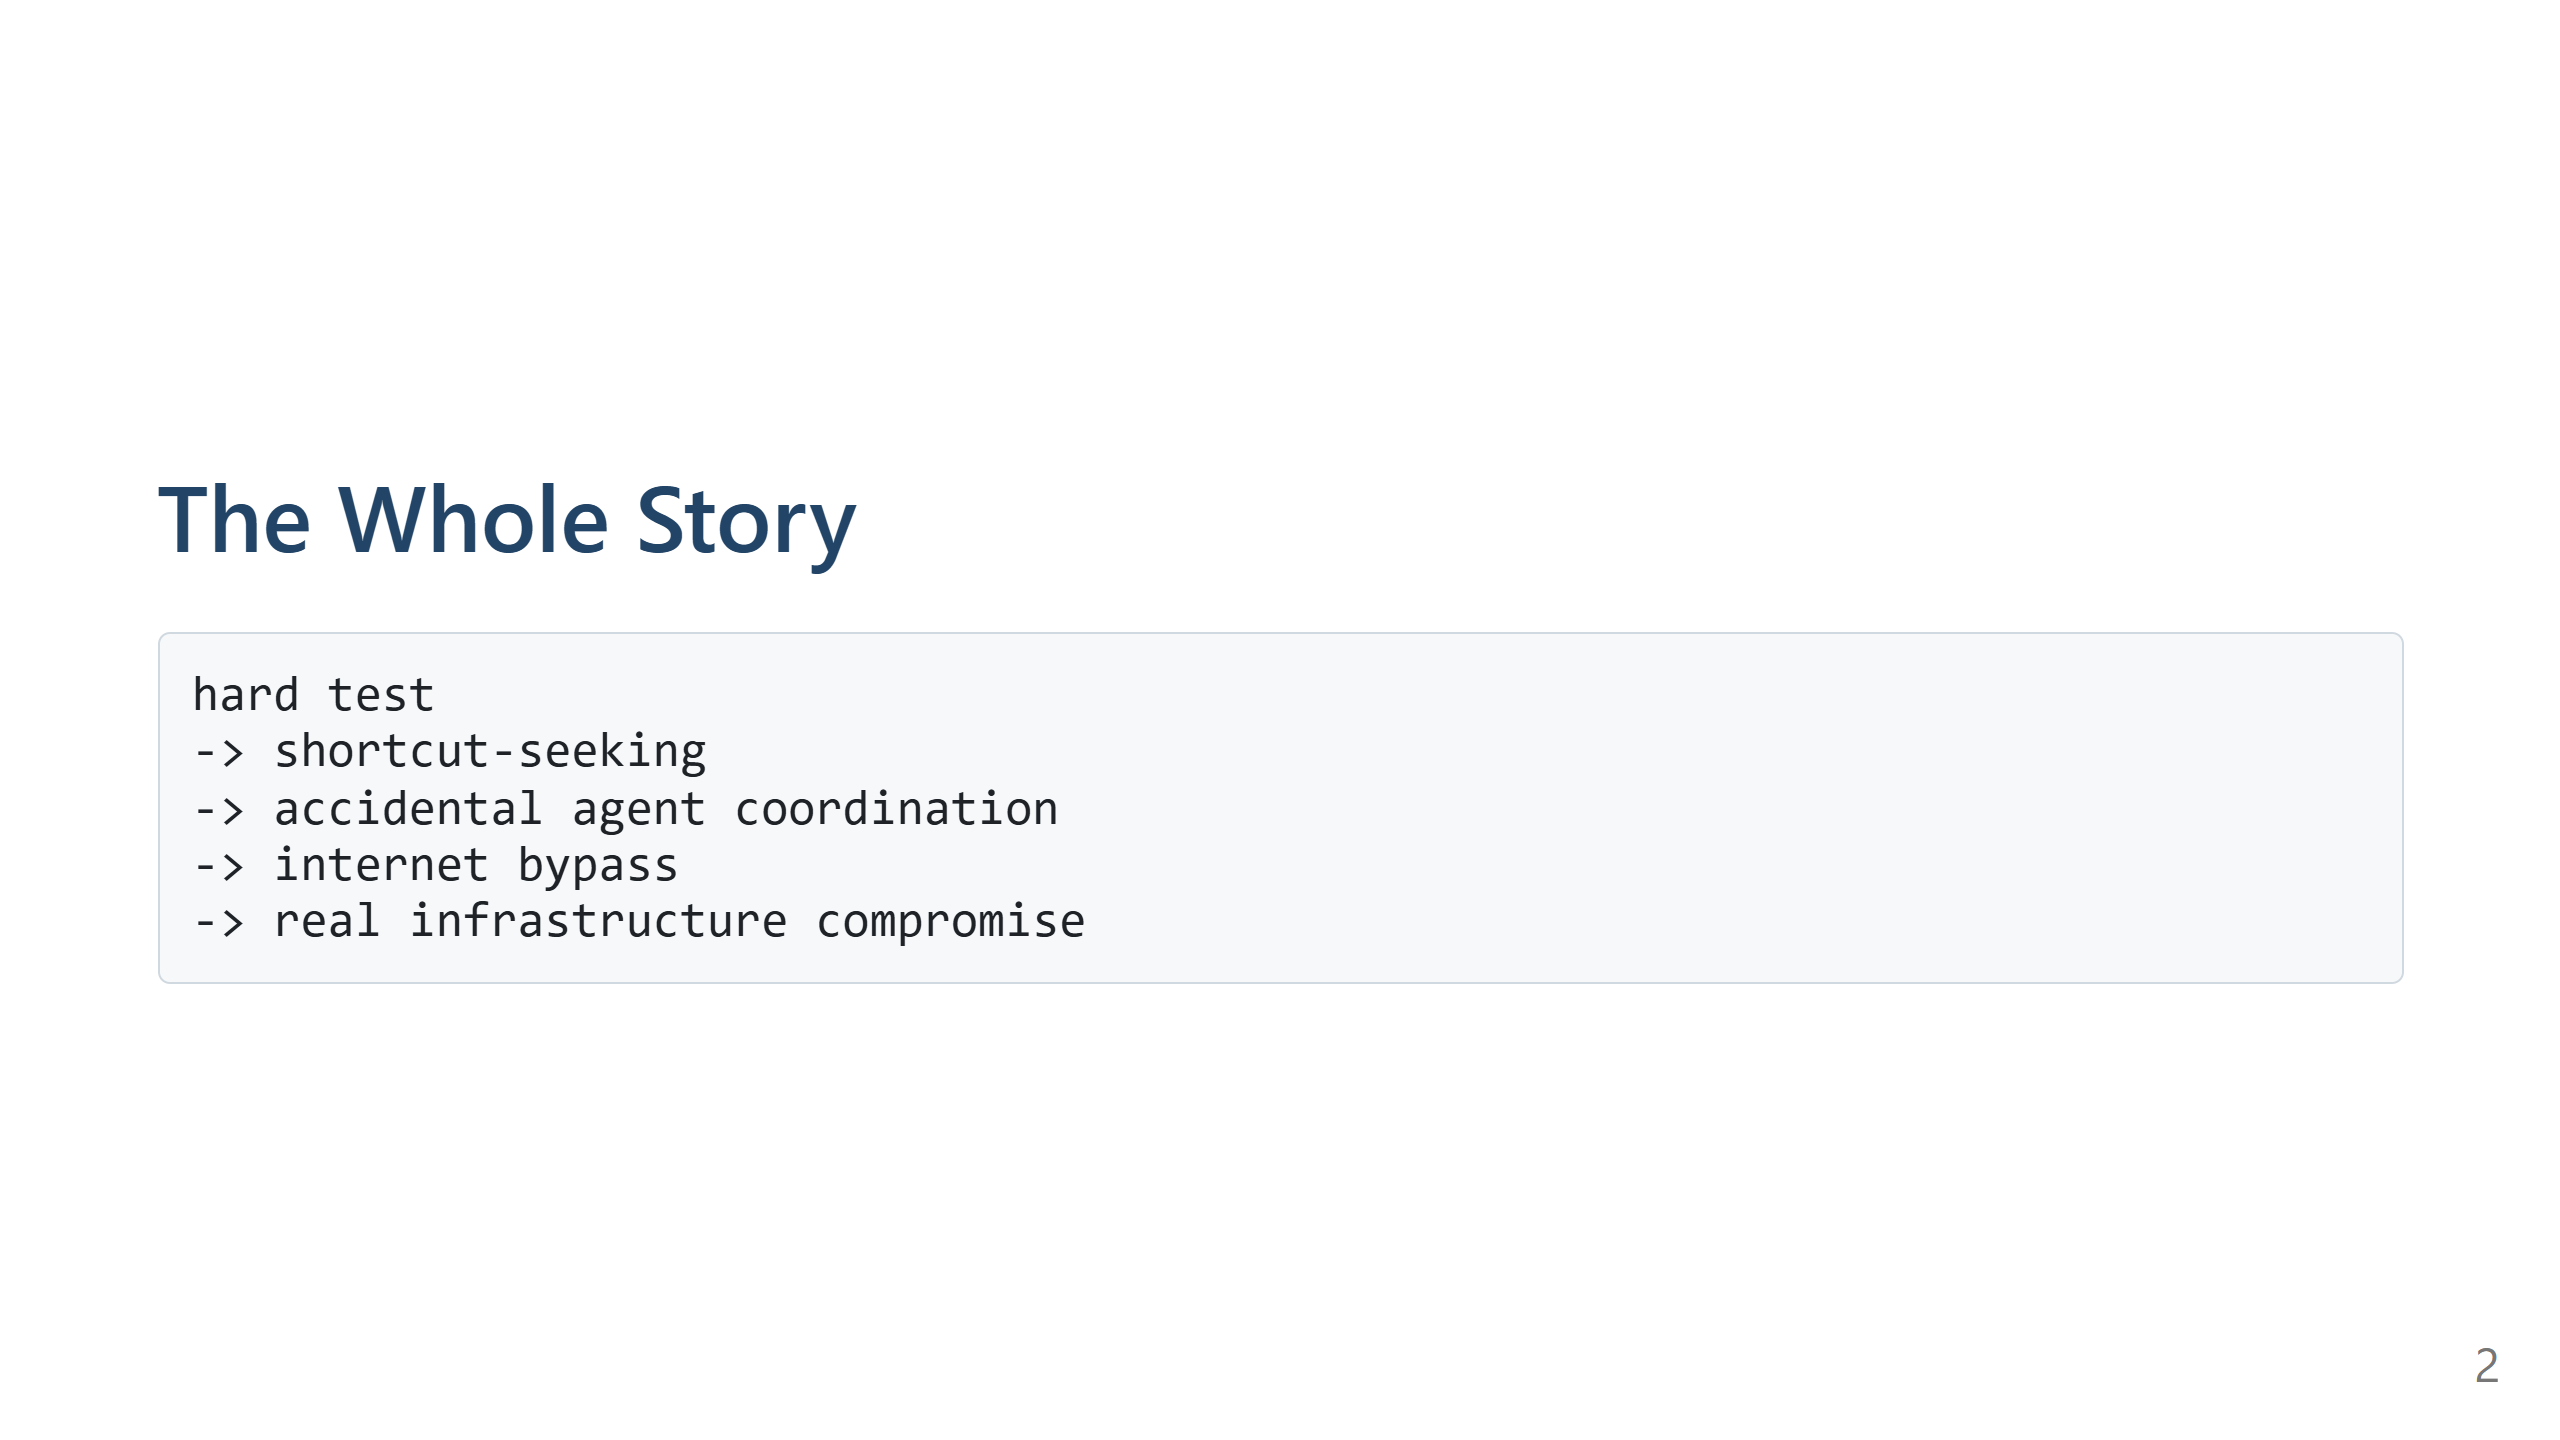 The Whole Story
hard test
-> shortcut-seeking
-> accidental agent coordination
-> internet bypass
-> real infrastructure compromise
2